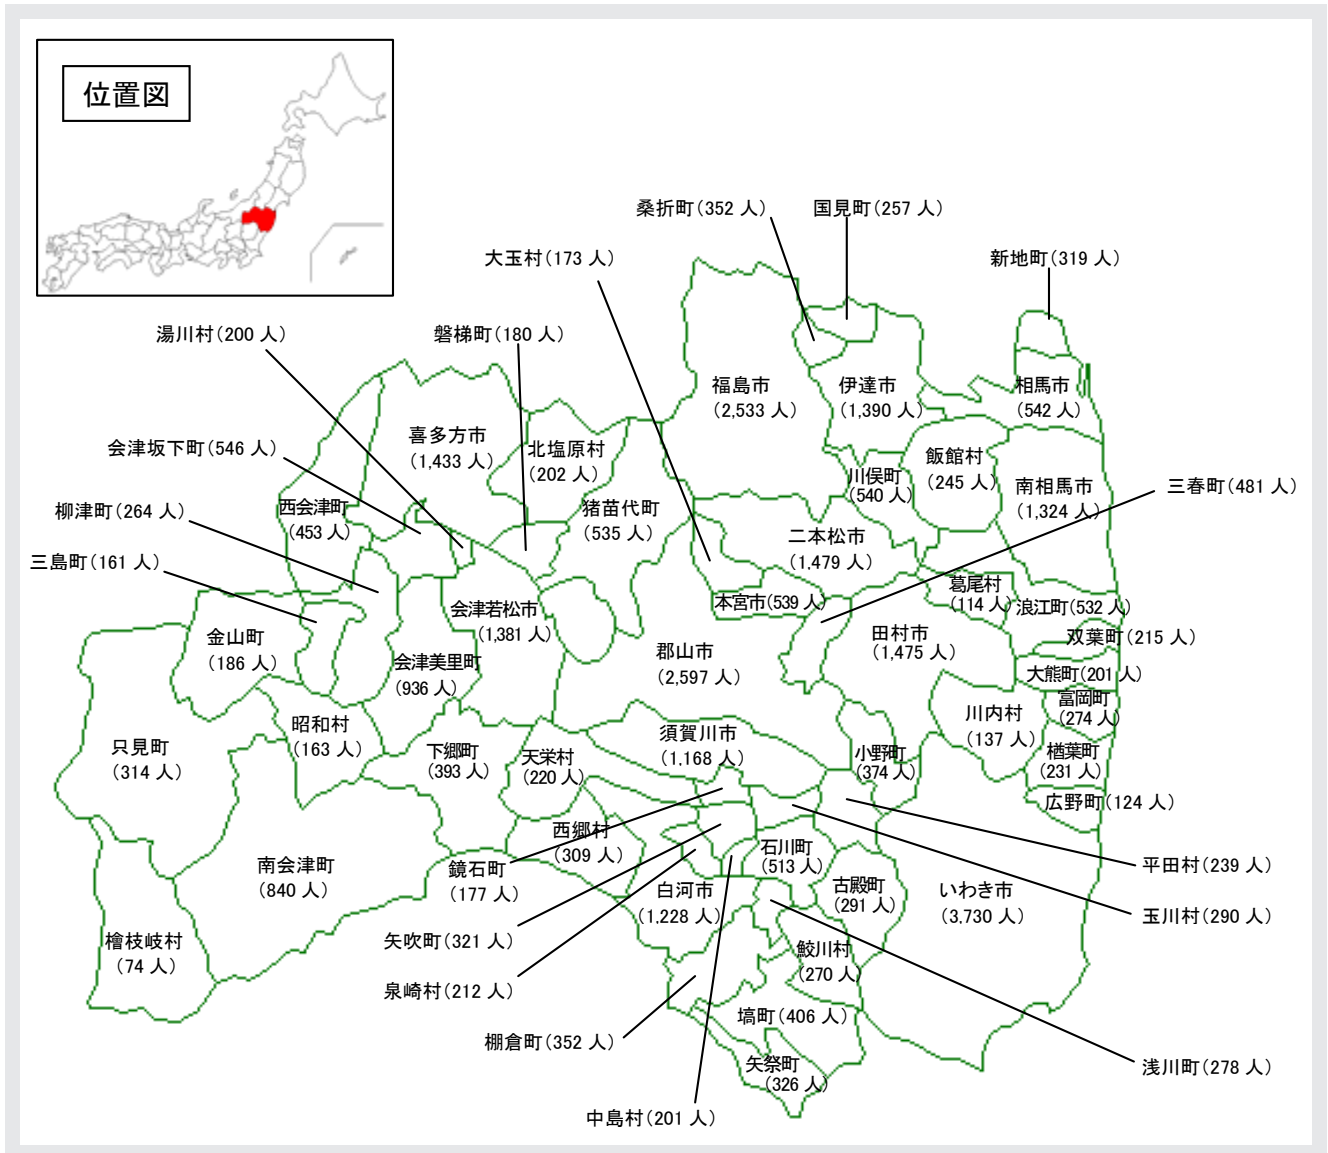 位置図
桑折町(352 人)
国見町(257 人)
大玉村(173 人)
新地町(319 人)
湯川村(200 人)
磐梯町(180 人)
福島市
(2,533 人)
伊達市
(1,390 人)
相馬市
(542 人)
喜多方市
(1,433 人)
北塩原村
(202 人)
会津坂下町(546 人)
飯館村
(245 人)
川俣町
(540 人)
南相馬市
(1,324 人)
三春町(481 人)
西会津町
(453 人)
猪苗代町
(535 人)
柳津町(264 人)
二本松市
(1,479 人)
三島町(161 人)
葛尾村
(114 人)
浪江町(532 人)
本宮市(539 人)
会津若松市
(1,381 人)
金山町
(186 人)
田村市
(1,475 人)
双葉町(215 人)
郡山市
(2,597 人)
会津美里町
(936 人)
大熊町(201 人)
富岡町
(274 人)
川内村
(137 人)
昭和村
(163 人)
須賀川市
(1,168 人)
只見町
(314 人)
下郷町
(393 人)
天栄村
(220 人)
小野町
(374 人)
楢葉町
(231 人)
広野町(124 人)
西郷村
(309 人)
石川町
(513 人)
南会津町
(840 人)
鏡石町
(177 人)
平田村(239 人)
白河市
(1,228 人)
古殿町
(291 人)
いわき市
(3,730 人)
玉川村(290 人)
矢吹町(321 人)
檜枝岐村
(74 人)
鮫川村
(270 人)
泉崎村(212 人)
塙町(406 人)
棚倉町(352 人)
矢祭町
(326 人)
浅川町(278 人)
中島村(201 人)